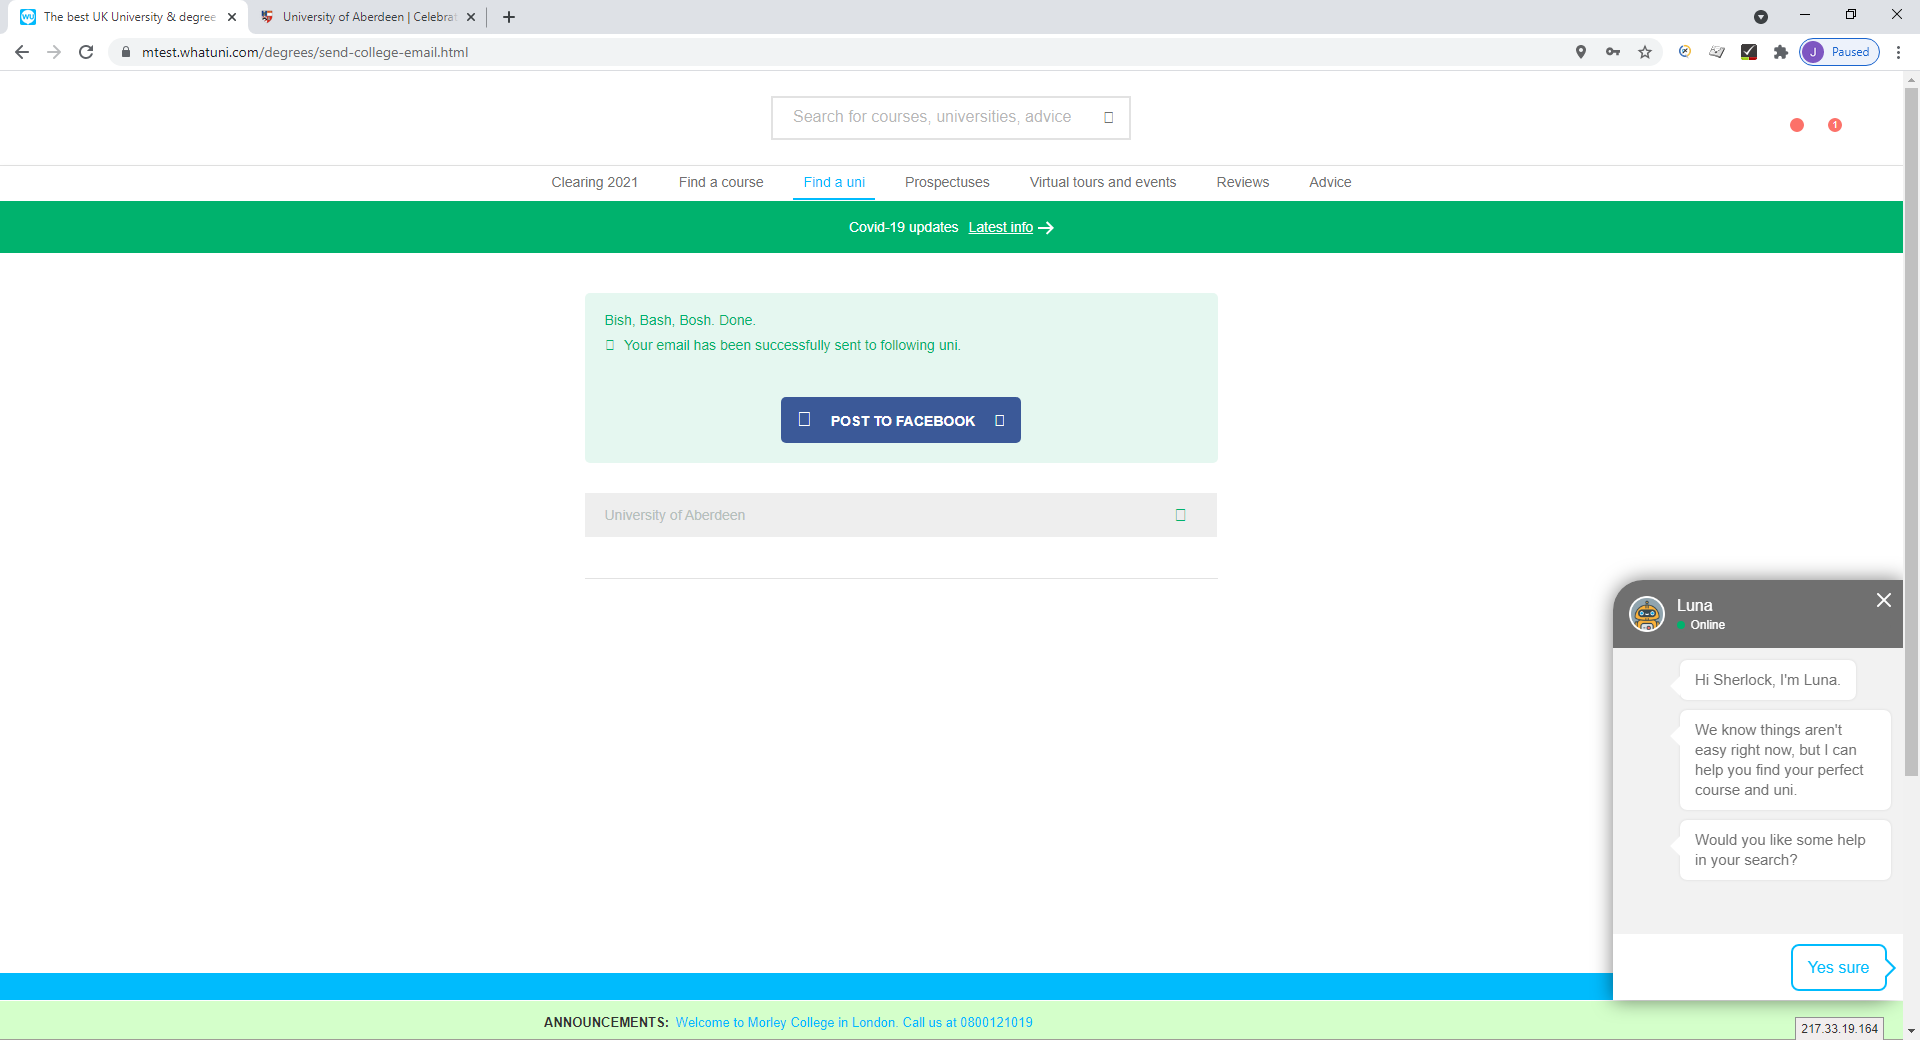 The best UK University & degree
University of Aberdeen | Celebrat
mtest.whatuni.com/degrees/send-college-email.html
J Paused
Search for courses, universities, advice
1
Clearing 2021 Find a course Find a uni Prospectuses Virtual tours and events Reviews Advice
Covid-19 updates Latest info
Bish, Bash, Bosh. Done.
Your email has been successfully sent to following uni.
POST TO FACEBOOK
University of Aberdeen
Luna
Online
Hi Sherlock, I'm Luna.
We know things aren't
easy right now, but I can
help you find your perfect
course and uni.
Would you like some help
in your search?
Yes sure
ANNOUNCEMENTS: Welcome to Morley College in London. Call us at 0800121019
217.33.19.164